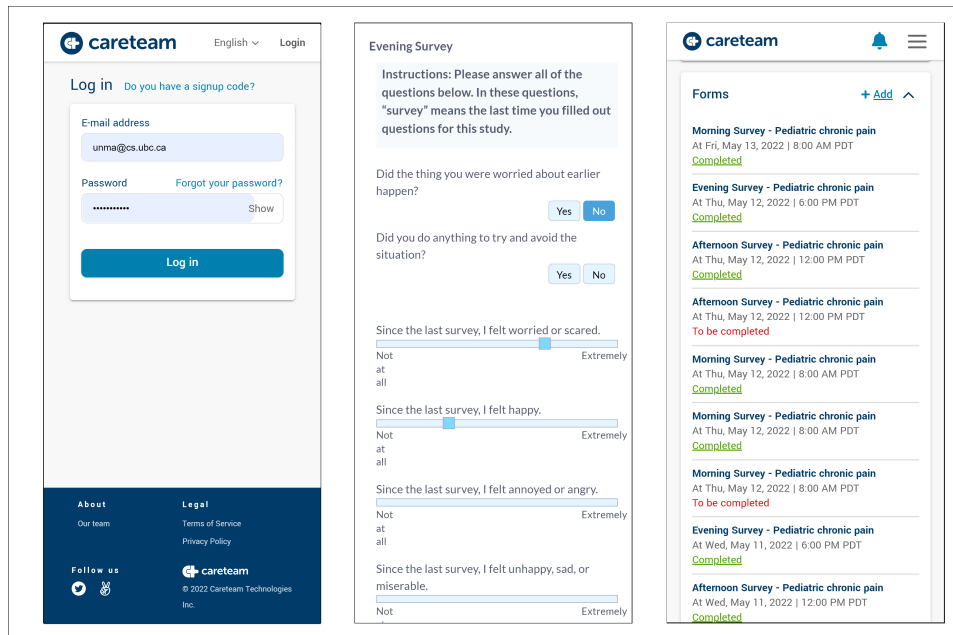 careteam
English
Login
Log in
Do you have a signup code?
E-mail address
unma@cs.ubc.ca
Password
Forgot your password?
•••••••••••
Show
Log in
About
Legal
Our team
Terms of Service
Privacy Policy
Follow us
careteam
© 2022 Careteam Technologies
Inc.
Evening Survey
Instructions: Please answer all of the
questions below. In these questions,
“survey” means the last time you filled out
questions for this study.
Did the thing you were worried about earlier
happen?
Yes
No
Did you do anything to try and avoid the
situation?
Yes
No
Since the last survey, I felt worried or scared.
Not
at
all
Extremely
Since the last survey, I felt happy.
Not
at
all
Extremely
Since the last survey, I felt annoyed or angry.
Not
at
all
Extremely
Since the last survey, I felt unhappy, sad, or
miserable.
Not
Extremely
careteam
Forms
+ Add
Morning Survey - Pediatric chronic pain
At Fri, May 13, 2022 | 8:00 AM PDT
Completed
Evening Survey - Pediatric chronic pain
At Thu, May 12, 2022 | 6:00 PM PDT
Completed
Afternoon Survey - Pediatric chronic pain
At Thu, May 12, 2022 | 12:00 PM PDT
Completed
Afternoon Survey - Pediatric chronic pain
At Thu, May 12, 2022 | 12:00 PM PDT
To be completed
Morning Survey - Pediatric chronic pain
At Thu, May 12, 2022 | 8:00 AM PDT
Completed
Morning Survey - Pediatric chronic pain
At Thu, May 12, 2022 | 8:00 AM PDT
Completed
Morning Survey - Pediatric chronic pain
At Thu, May 12, 2022 | 8:00 AM PDT
To be completed
Evening Survey - Pediatric chronic pain
At Wed, May 11, 2022 | 6:00 PM PDT
Completed
Afternoon Survey - Pediatric chronic pain
At Wed, May 11, 2022 | 12:00 PM PDT
Completed